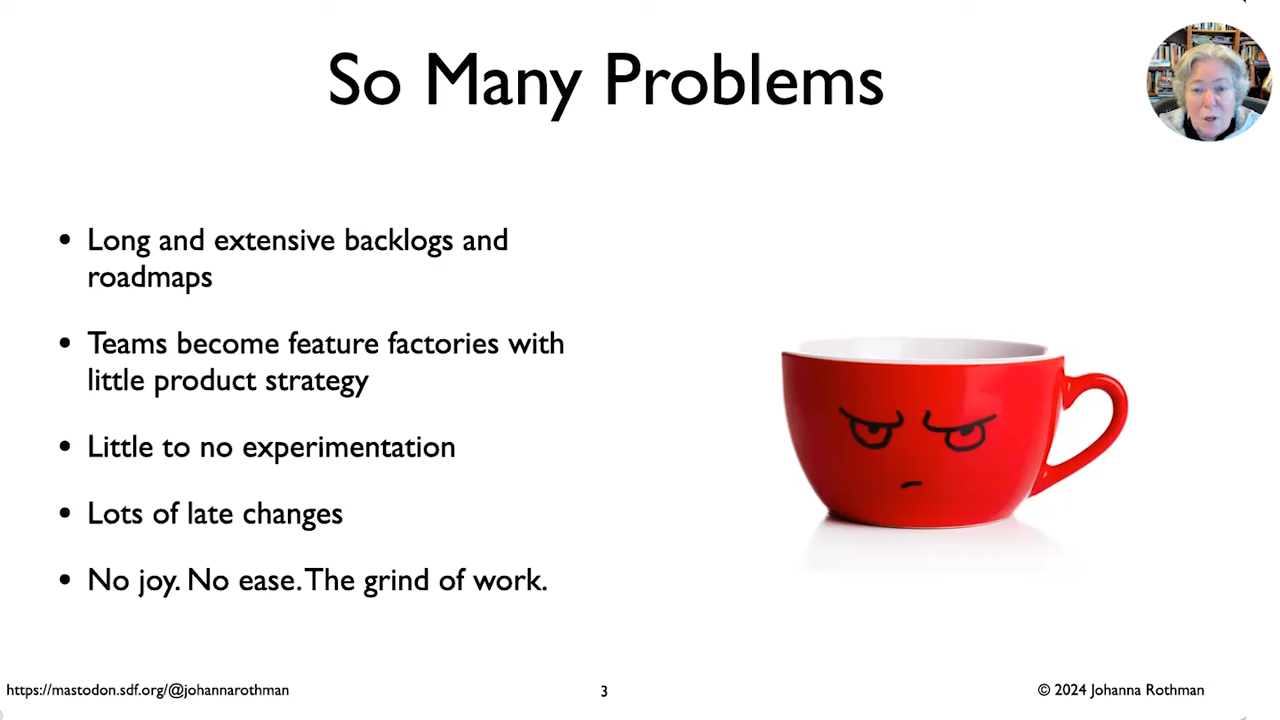 So Many Problems
• Long and extensive backlogs and
roadmaps
• Teams become feature factories with
little product strategy
• Little to no experimentation
• Lots of late changes
• No joy. No ease. The grind of work.
https://mastodon.sdf.org/@johannarothman
3
© 2024 Johanna Rothman